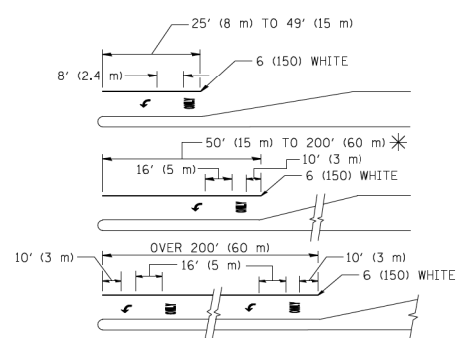 25' (8 m) TO 49' (15 m)
8' (2.4 m)
6 (150) WHITE
50' (15 m) TO 200' (60 m) *
16' (5 m)
10' (3 m)
6 (150) WHITE
OVER 200' (60 m)
10' (3 m)
16' (5 m)
10' (3 m)
6 (150) WHITE